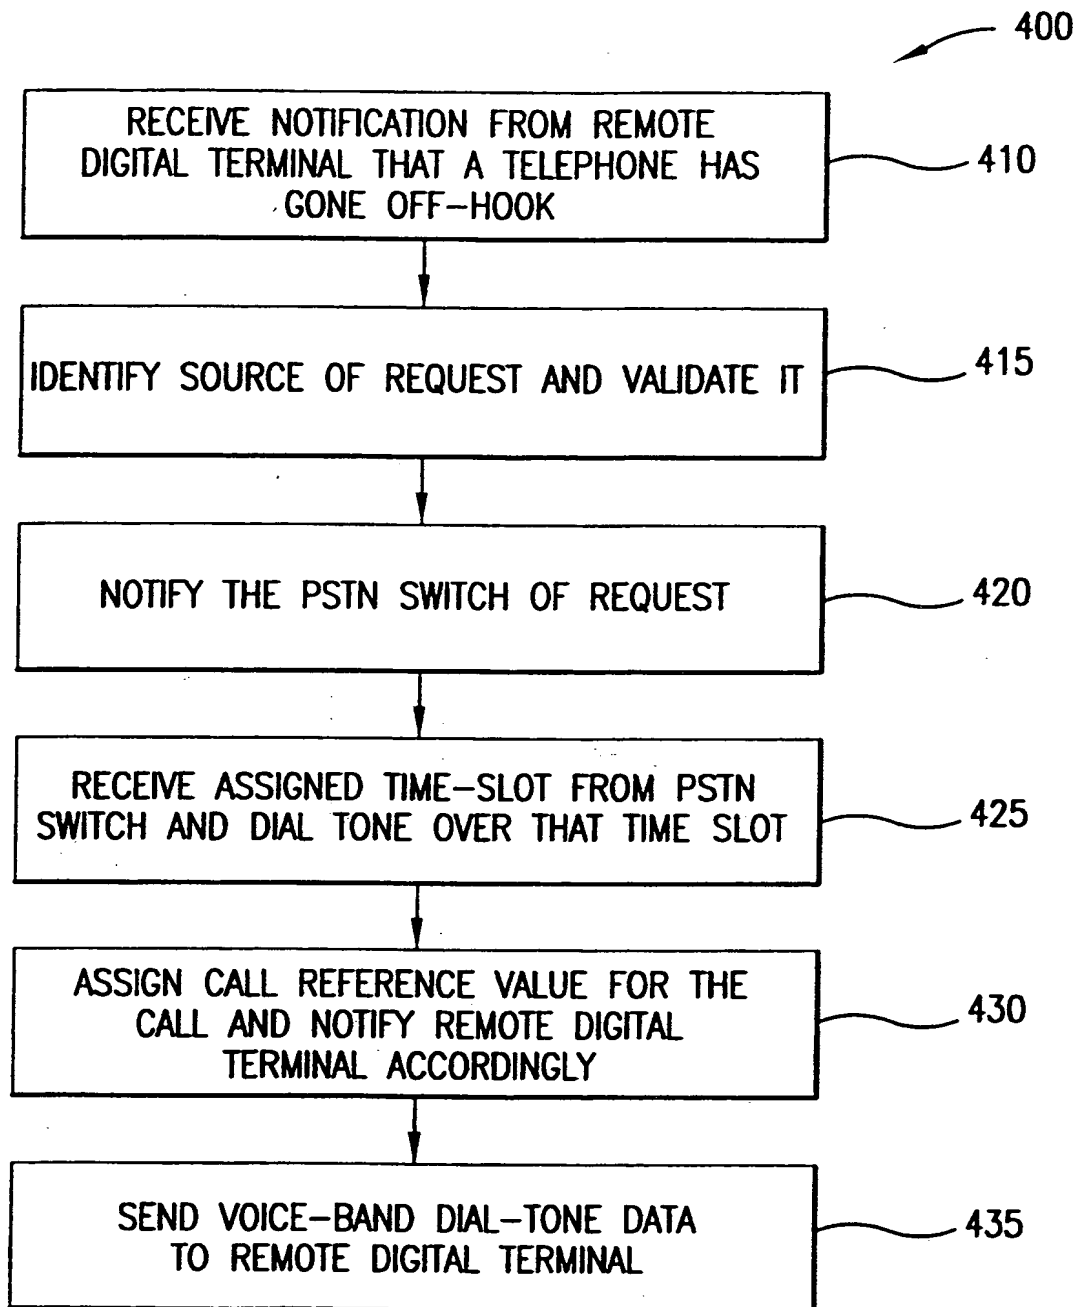 400
RECEIVE NOTIFICATION FROM REMOTE
DIGITAL TERMINAL THAT A TELEPHONE HAS
GONE OFF-HOOK
410
IDENTIFY SOURCE OF REQUEST AND VALIDATE IT
415
NOTIFY THE PSTN SWITCH OF REQUEST
420
RECEIVE ASSIGNED TIME-SLOT FROM PSTN
SWITCH AND DIAL TONE OVER THAT TIME SLOT
425
ASSIGN CALL REFERENCE VALUE FOR THE
CALL AND NOTIFY REMOTE DIGITAL
TERMINAL ACCORDINGLY
430
SEND VOICE-BAND DIAL-TONE DATA
TO REMOTE DIGITAL TERMINAL
435